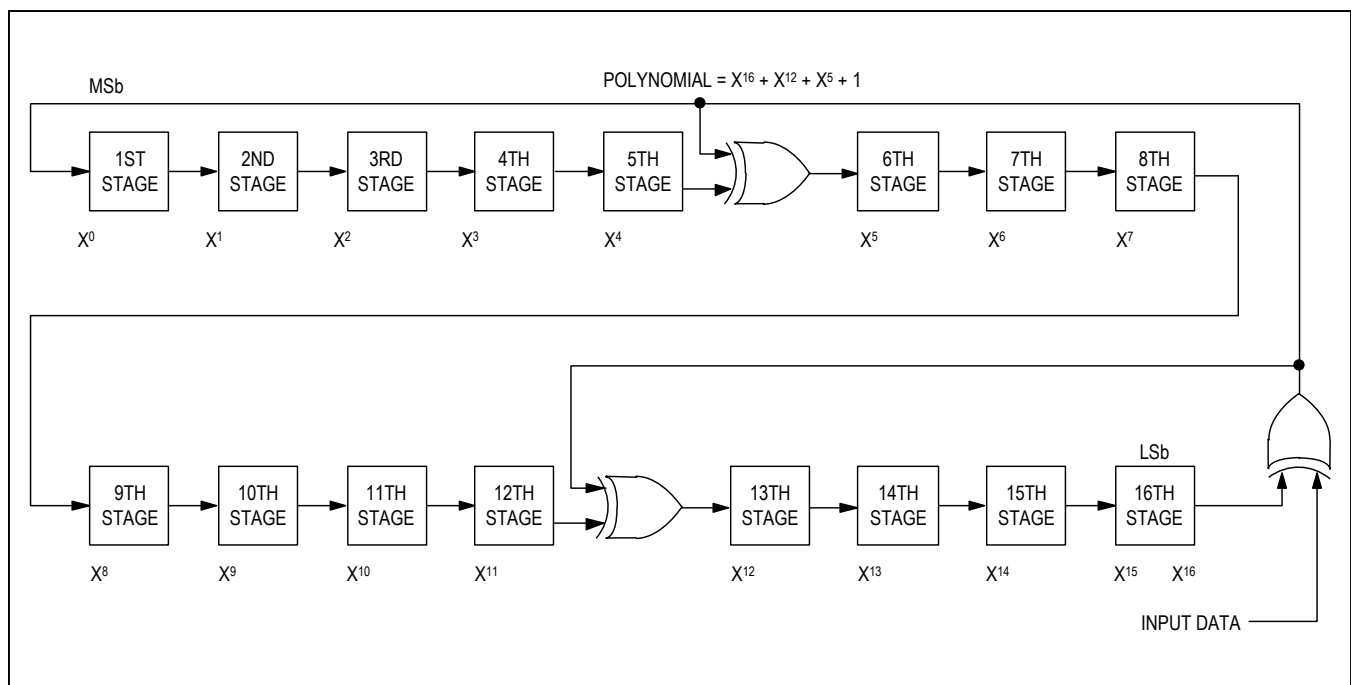 MSb
POLYNOMIAL = X¹⁶ + X¹² + X⁵ + 1
1ST
STAGE
2ND
STAGE
3RD
STAGE
4TH
STAGE
5TH
STAGE
6TH
STAGE
7TH
STAGE
8TH
STAGE
X⁰
X¹
X²
X³
X⁴
X⁵
X⁶
X⁷
LSb
9TH
STAGE
10TH
STAGE
11TH
STAGE
12TH
STAGE
13TH
STAGE
14TH
STAGE
15TH
STAGE
16TH
STAGE
X⁸
X⁹
X¹⁰
X¹¹
X¹²
X¹³
X¹⁴
X¹⁵
X¹⁶
INPUT DATA